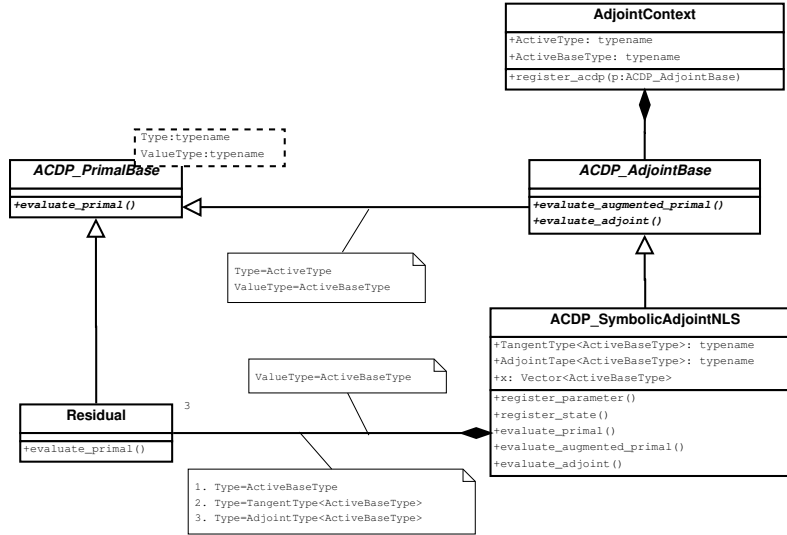 AdjointContext
+ActiveType: typename
+ActiveBaseType: typename
+register_acdp(p:ACDP_AdjointBase)
Type:typename
ValueType:typename
ACDP_PrimalBase
+evaluate_primal()
ACDP_AdjointBase
+evaluate_augmented_primal()
+evaluate_adjoint()
Type=ActiveType
ValueType=ActiveBaseType
ACDP_SymbolicAdjointNLS
+TangentType<ActiveBaseType>: typename
+AdjointTape<ActiveBaseType>: typename
+x: Vector<ActiveBaseType>
+register_parameter()
+register_state()
+evaluate_primal()
+evaluate_augmented_primal()
+evaluate_adjoint()
ValueType=ActiveBaseType
3
Residual
+evaluate_primal()
1. Type=ActiveBaseType
2. Type=TangentType<ActiveBaseType>
3. Type=AdjointType<ActiveBaseType>